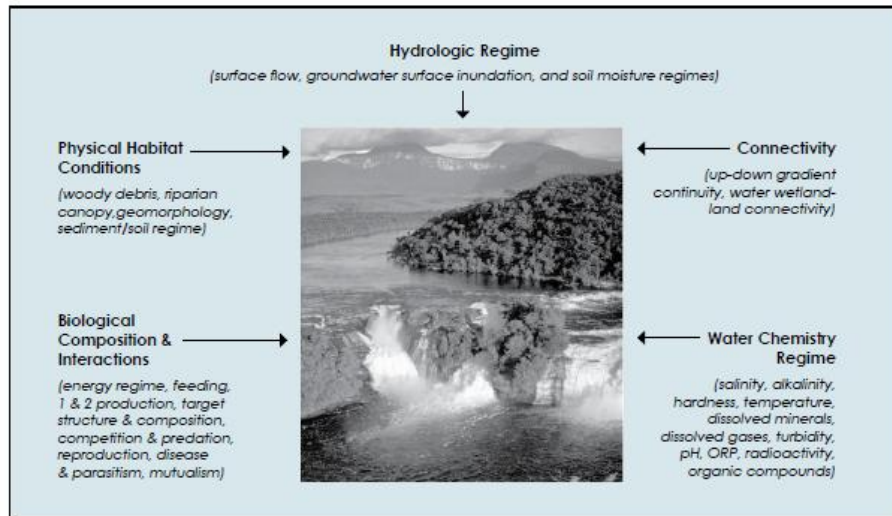 Hydrologic Regime
(surface flow, groundwater surface inundation, and soil moisture regimes)
Physical Habitat
Conditions
(woody debris, riparian
canopy,geomorphology,
sediment/soil regime)
Connectivity
(up-down gradient
continuity, water wetland-
land connectivity)
Biological
Composition &
Interactions
(energy regime, feeding,
1 & 2 production, target
structure & composition,
competition & predation,
reproduction, disease
& parasitism, mutualism)
Water Chemistry
Regime
(salinity, alkalinity,
hardness, temperature,
dissolved minerals,
dissolved gases, turbidity,
pH, ORP, radioactivity,
organic compounds)